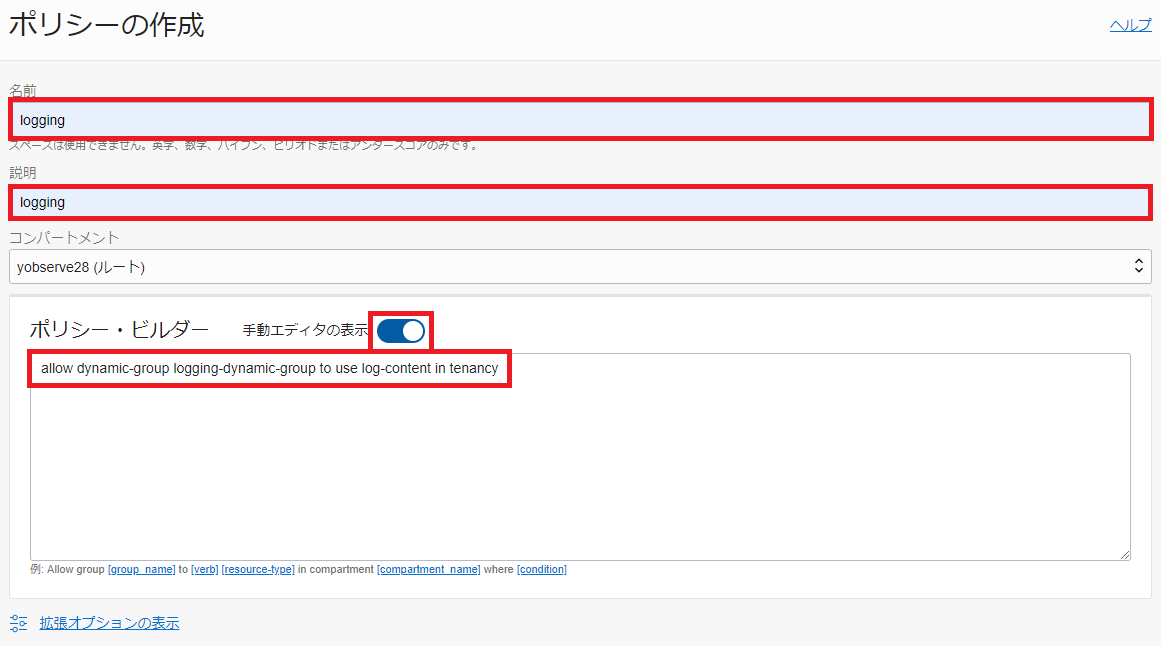 ポリシーの作成
ヘルプ
名前
logging
スペースは使用できません。英字、数字、ハイフン、ピリオドまたはアンダースコアのみです。
説明
logging
コンパートメント
yobserve28 (ルート)
ポリシー・ビルダー 手動エディタの表示
allow dynamic-group logging-dynamic-group to use log-content in tenancy
例: Allow group [group_name] to [verb] [resource-type] in compartment [compartment_name] where [condition]
拡張オプションの表示